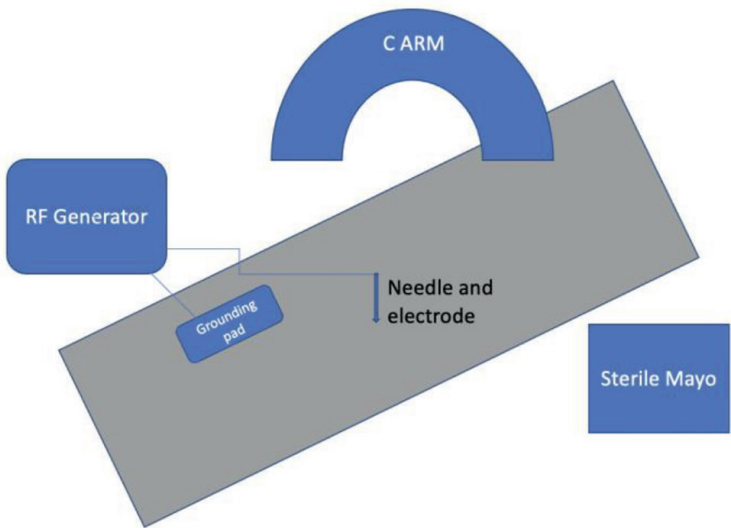 C ARM
RF Generator
Needle and
electrode
Grounding
pad
Sterile Mayo